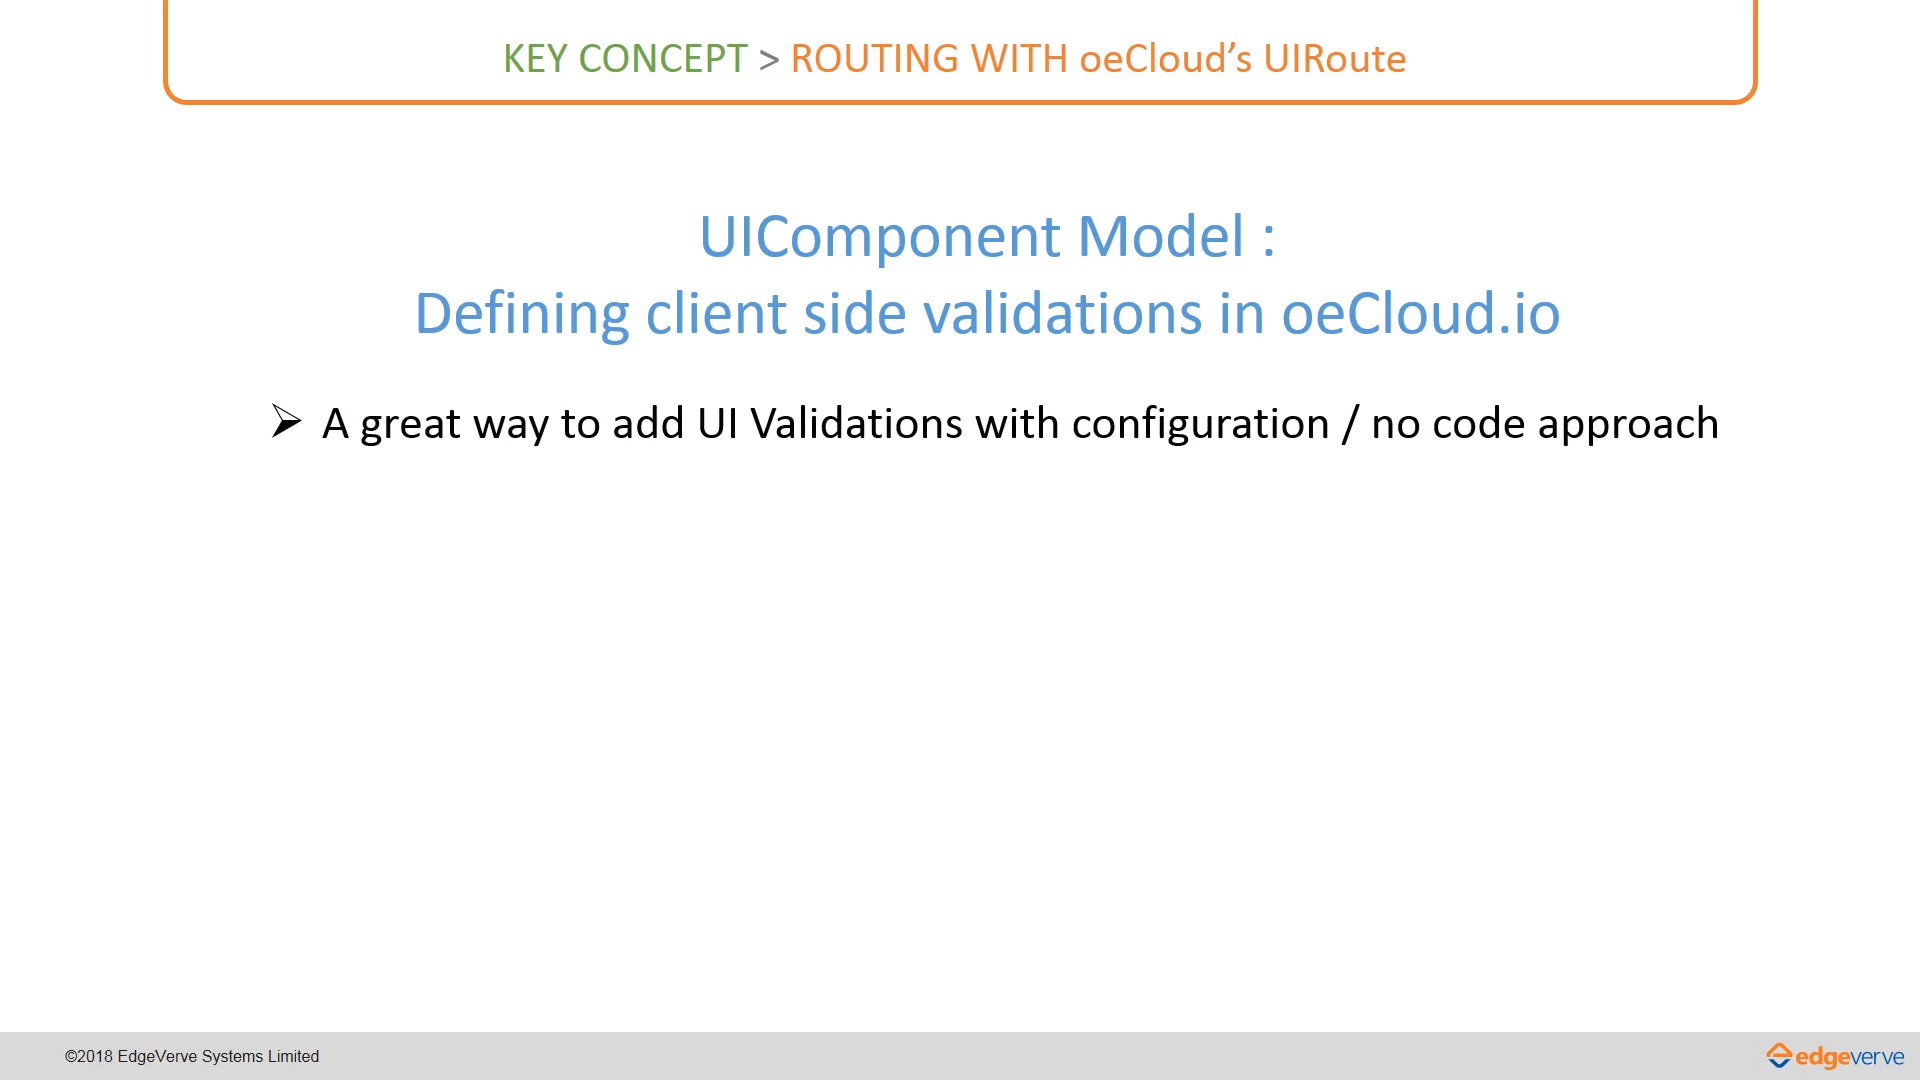 KEY CONCEPT > ROUTING WITH oeCloud’s UIRoute
UIComponent Model :
Defining client side validations in oeCloud.io
➢ A great way to add UI Validations with configuration / no code approach
©2018 EdgeVerve Systems Limited
edgeverve